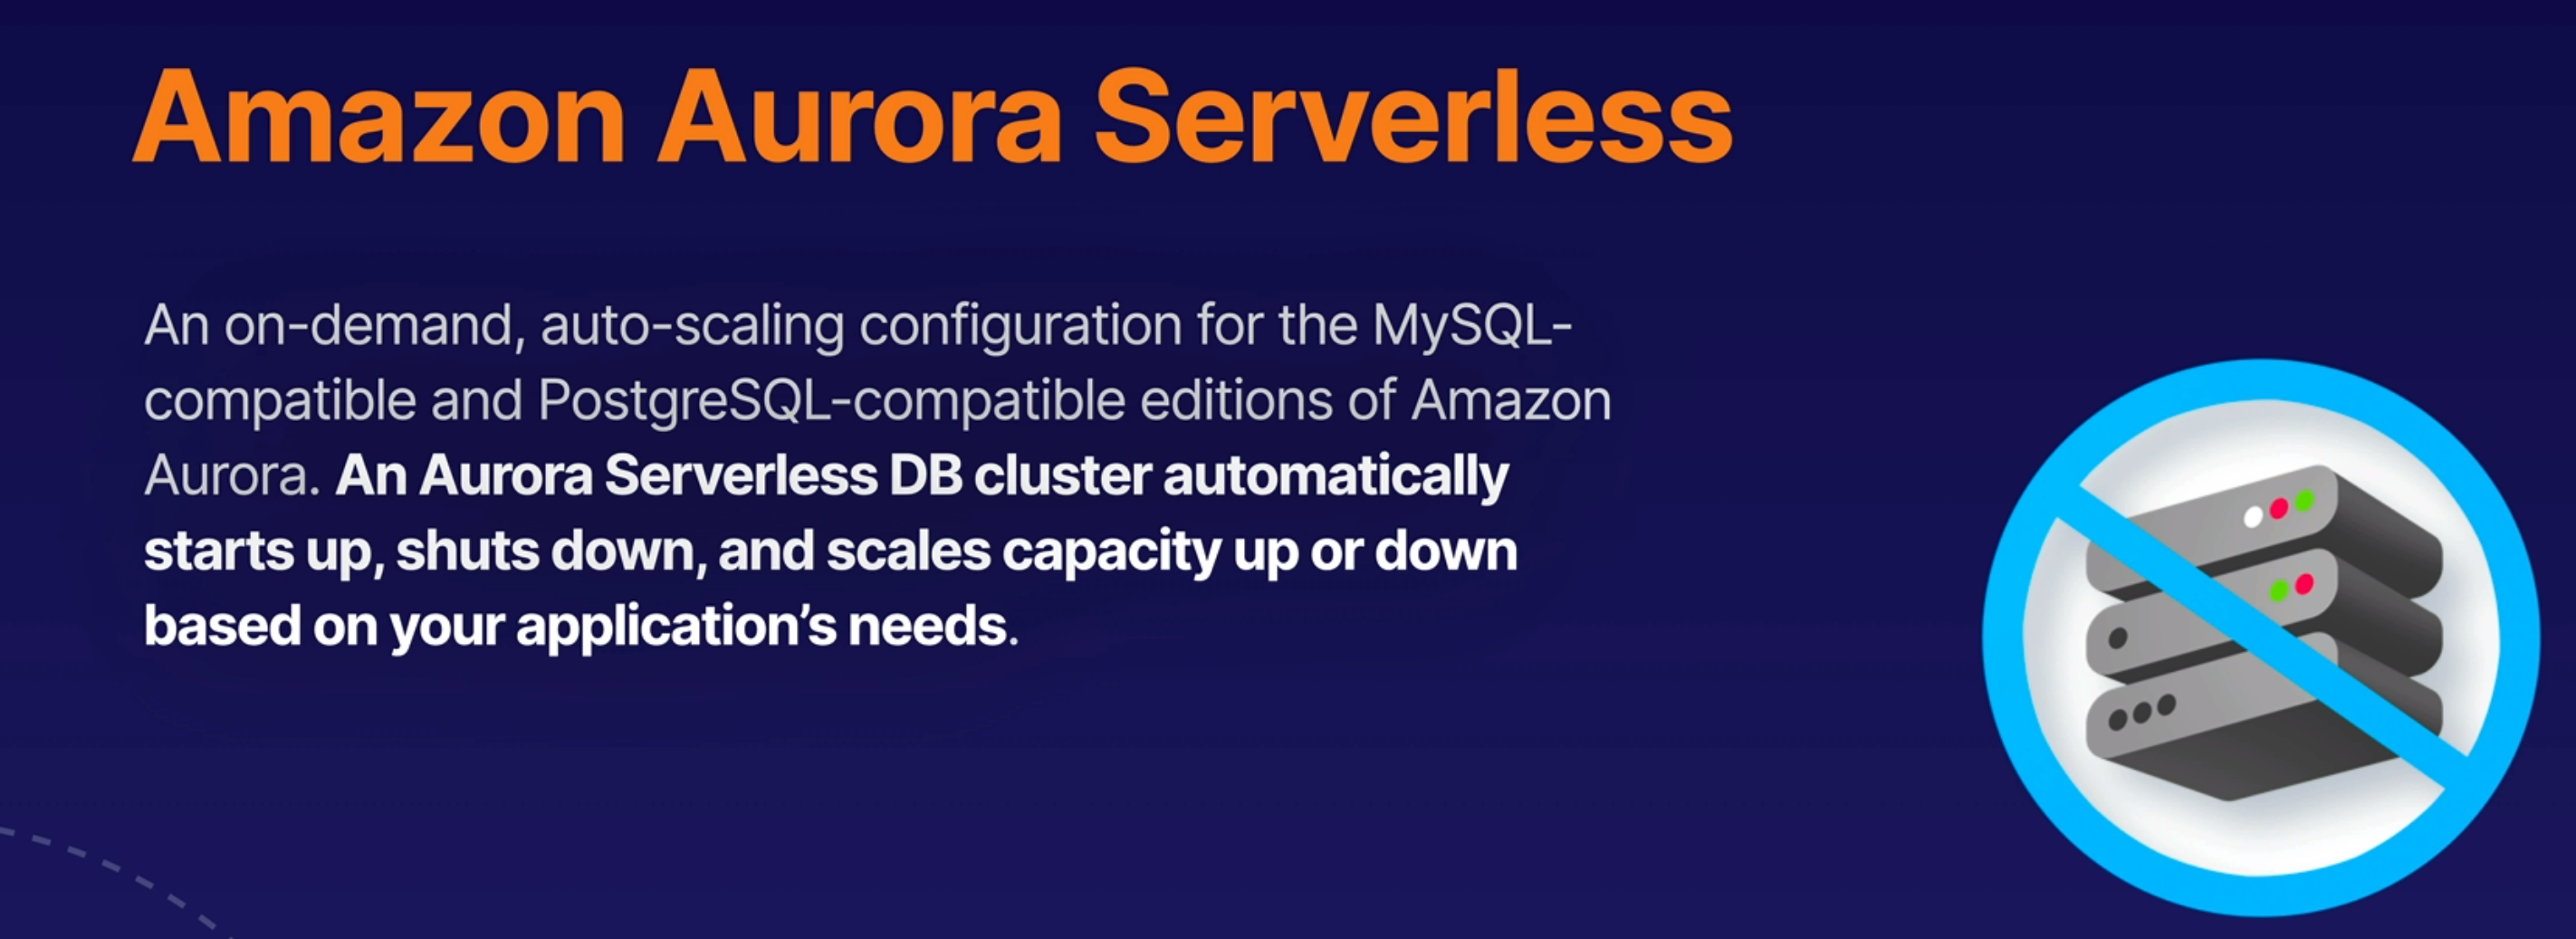 Amazon Aurora Serverless
An on-demand, auto-scaling configuration for the MySQL-
compatible and PostgreSQL-compatible editions of Amazon
Aurora. An Aurora Serverless DB cluster automatically
starts up, shuts down, and scales capacity up or down
based on your application’s needs.